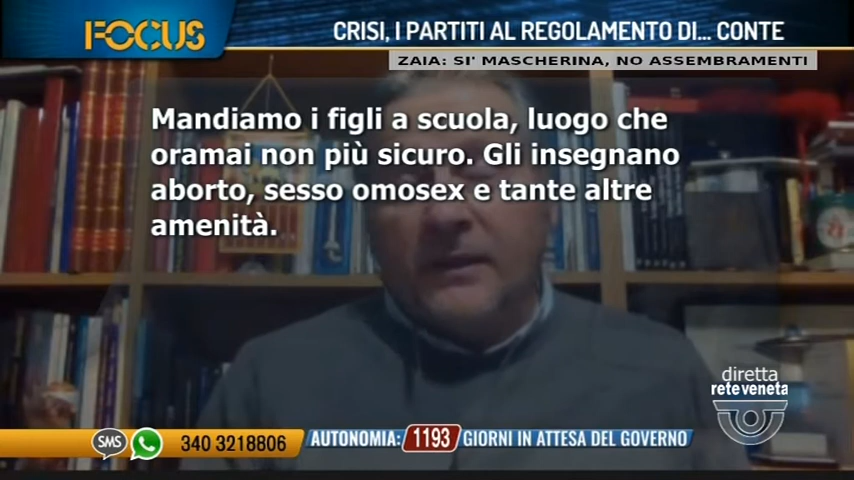 FOCUS
CRISI, I PARTITI AL REGOLAMENTO DI... CONTE
ZAIA: SI' MASCHERINA, NO ASSEMBRAMENTI
Mandiamo i figli a scuola, luogo che
oramai non più sicuro. Gli insegnano
aborto, sesso omosex e tante altre
amenità.
diretta
reteveneta
SMS 340 3218806 AUTONOMIA: 1193 GIORNI IN ATTESA DEL GOVERNO